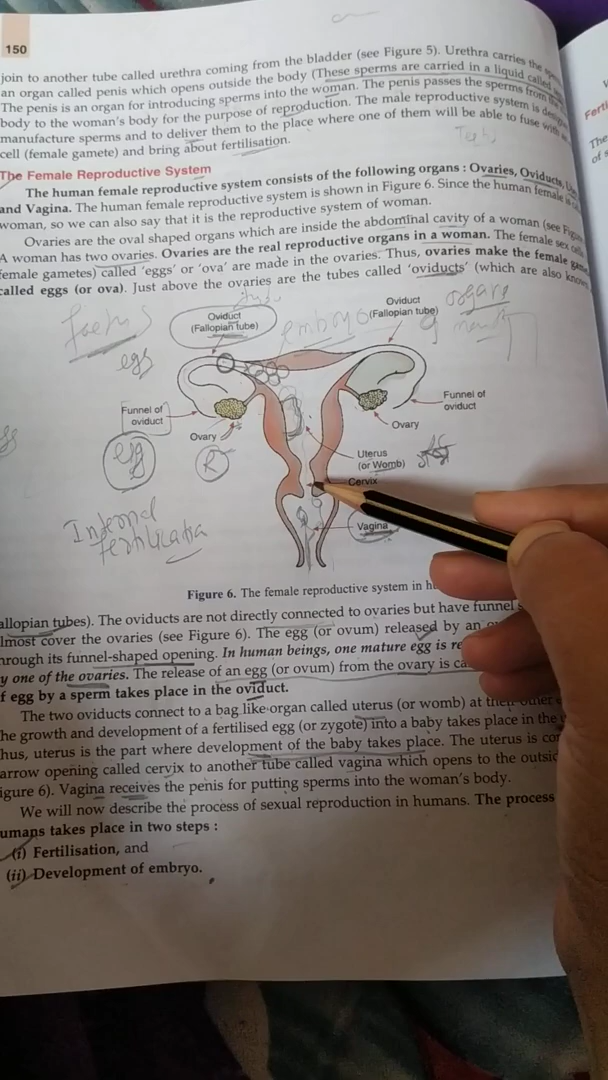 150
join to another tube called urethra coming from the bladder (see Figure 5). Urethra carries the
an organ called penis which opens outside the body (These sperms are carried in a liquid called
The penis is an organ for introducing sperms into the woman. The penis passes the sperms from
body to the woman's body for the purpose of reproduction. The male reproductive system is
manufacture sperms and to deliver them to the place where one of them will be able to fuse with
cell (female gamete) and bring about fertilisation.
The Female Reproductive System
The human female reproductive system consists of the following organs : Ovaries, Oviducts,
and Vagina. The human female reproductive system is shown in Figure 6. Since the human female is
woman, so we can also say that it is the reproductive system of woman.
Ovaries are the oval shaped organs which are inside the abdominal cavity of a woman (see
A woman has two ovaries. Ovaries are the real reproductive organs in a woman. The female sex
female gametes) called 'eggs' or 'ova' are made in the ovaries. Thus, ovaries make the female
called eggs (or ova). Just above the ovaries are the tubes called 'oviducts' (which are also
Foetus
embryo
organs
eggs
Oviduct
(Fallopian tube)
Oviduct
(Fallopian tube)
Funnel of
oviduct
Ovary
Funnel of
oviduct
Ovary
Uterus
(or Womb)
Cervix
Vagina
egg
Internal
fertilization
Figure 6. The female reproductive system in
allopian tubes). The oviducts are not directly connected to ovaries but have funnel
lmost cover the ovaries (see Figure 6). The egg (or ovum) released by an
hrough its funnel-shaped opening. In human beings, one mature egg is
y one of the ovaries. The release of an egg (or ovum) from the ovary is
f egg by a sperm takes place in the oviduct.
The two oviducts connect to a bag like organ called uterus (or womb) at their other
he growth and development of a fertilised egg (or zygote) into a baby takes place in the
hus, uterus is the part where development of the baby takes place. The uterus is
arrow opening called cervix to another tube called vagina which opens to the
igure 6). Vagina receives the penis for putting sperms into the woman's body.
We will now describe the process of sexual reproduction in humans. The process
umans takes place in two steps :
(i) Fertilisation, and
(ii) Development of embryo.